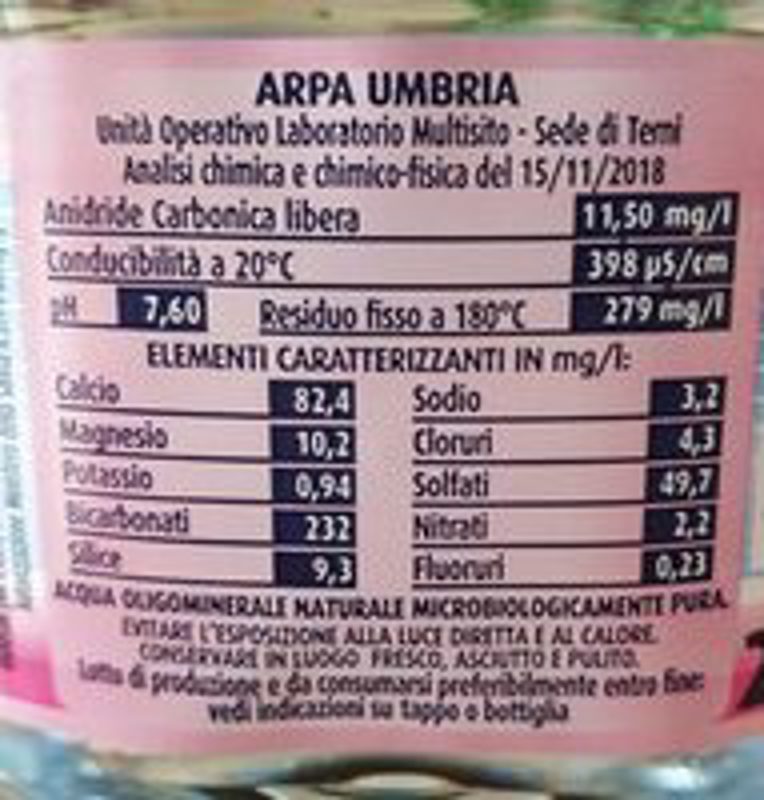 ARPA UMBRIA
Unità Operativo Laboratorio Multisito - Sede di Terni
Analisi chimica e chimico-fisica del 15/11/2018
Anidride Carbonica libera 11,50 mg/l
Conducibilità a 20°C 398 µS/cm
pH 7,60 Residuo fisso a 180°C 279 mg/l
ELEMENTI CARATTERIZZANTI IN mg/l:
Calcio 82,4 Sodio 3,2
Magnesio 10,2 Cloruri 4,3
Potassio 0,94 Solfati 49,7
Bicarbonati 232 Nitrati 2,2
Silice 9,3 Fluoruri 0,23
ACQUA OLIGOMINERALE NATURALE MICROBIOLOGICAMENTE PURA.
EVITARE L'ESPOSIZIONE ALLA LUCE DIRETTA E AL CALORE.
CONSERVARE IN LUOGO FRESCO, ASCIUTTO E PULITO.
Lotto di produzione e da consumarsi preferibilmente entro fine:
vedi indicazioni su tappo o bottiglia